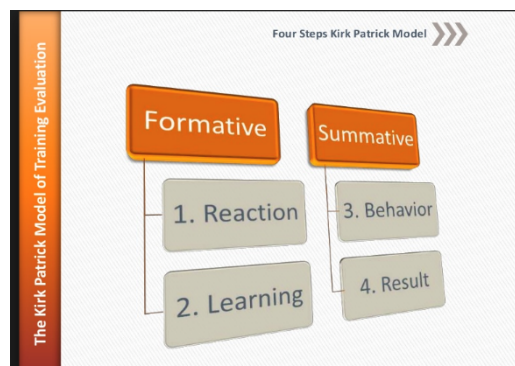 Four Steps Kirk Patrick Model
The Kirk Patrick Model of Training Evaluation
Formative
1. Reaction
2. Learning
Summative
3. Behavior
4. Result